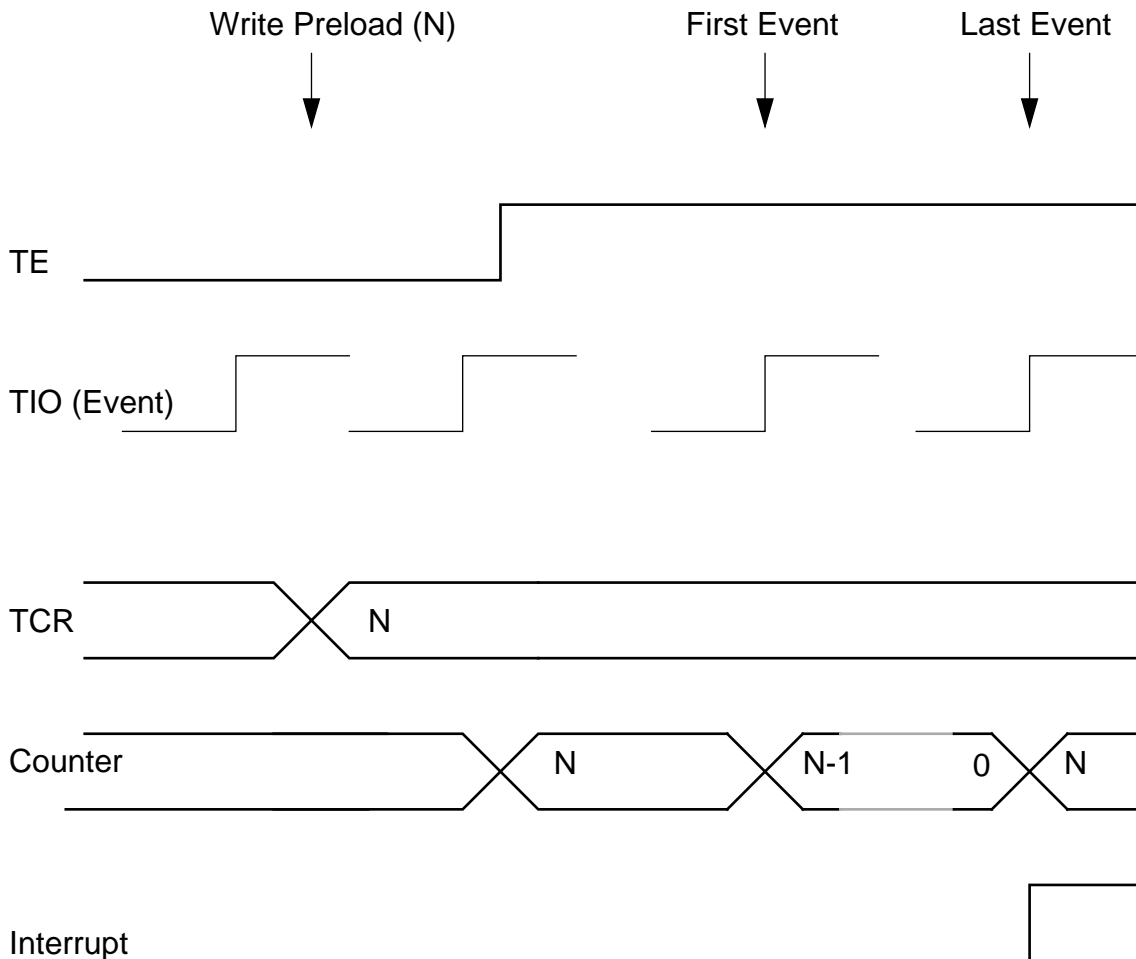 Write Preload (N)
First Event
Last Event
TE
TIO (Event)
TCR
N
Counter
N
N-1
0
N
Interrupt